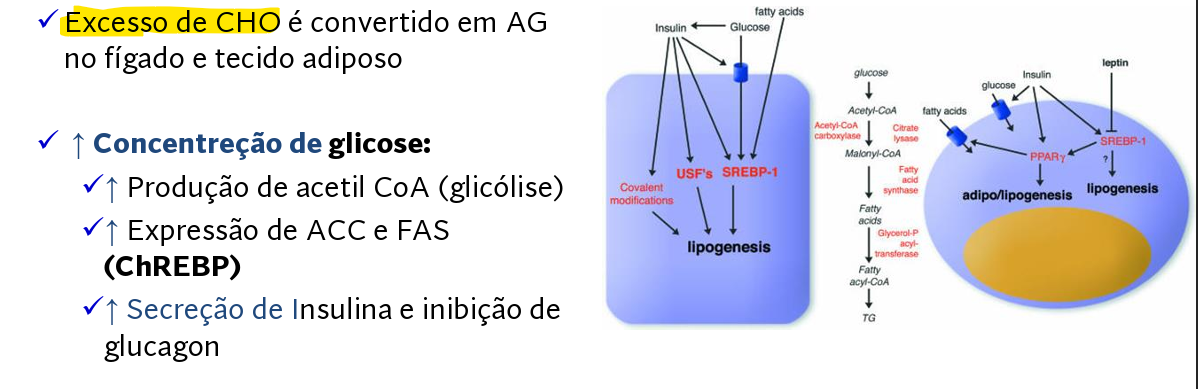 ✓Excesso de CHO é convertido em AG
no fígado e tecido adiposo
✓ ↑ Concentreção de glicose:
✓↑ Produção de acetil CoA (glicólise)
✓↑ Expressão de ACC e FAS
(ChREBP)
✓↑ Secreção de Insulina e inibição de
glucagon
fatty acids
Insulin
Glucose
Covalent
modifications
USF's
SREBP-1
lipogenesis
glucose
Acetyl-CoA
Acetyl-CoA
carboxylase
Citrate
lysase
Malonyl-CoA
Fatty
acid
synthase
Fatty
acids
Glycerol-P
acyl-
transferase
Fatty
acyl-CoA
TG
leptin
Insulin
glucose
fatty acids
SREBP-1
PPARγ
?
adipo/lipogenesis
lipogenesis